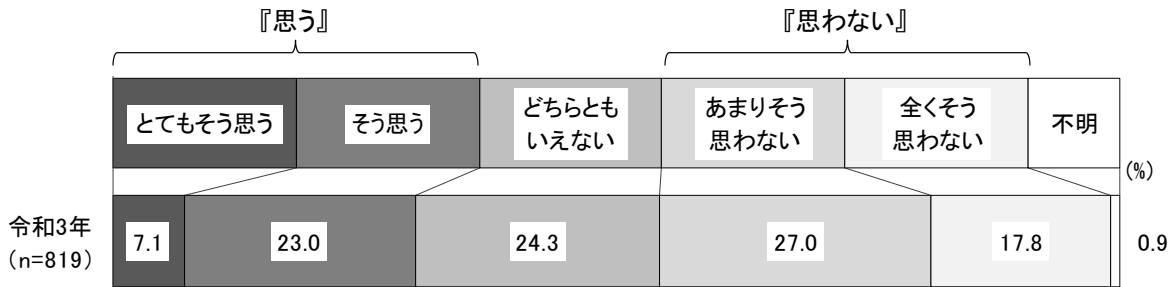 『思う』
『思わない』
とてもそう思う
そう思う
どちらとも
いえない
あまりそう
思わない
全くそう
思わない
不明
(%)
令和3年
（n=819）
7.1
23.0
24.3
27.0
17.8
0.9